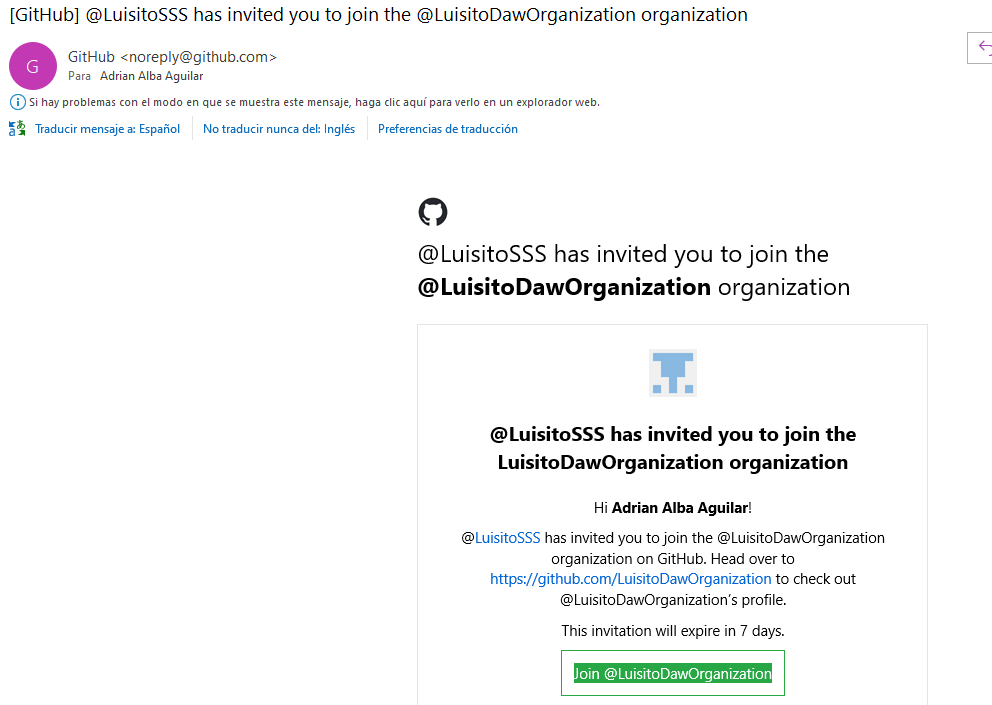 [GitHub] @LuisitoSSS has invited you to join the @LuisitoDawOrganization organization
G
GitHub <noreply@github.com>
Para Adrian Alba Aguilar
Si hay problemas con el modo en que se muestra este mensaje, haga clic aquí para verlo en un explorador web.
Traducir mensaje a: Español No traducir nunca del: Inglés Preferencias de traducción
@LuisitoSSS has invited you to join the
@LuisitoDawOrganization organization
@LuisitoSSS has invited you to join the
LuisitoDawOrganization organization
Hi Adrian Alba Aguilar!
@LuisitoSSS has invited you to join the @LuisitoDawOrganization
organization on GitHub. Head over to
https://github.com/LuisitoDawOrganization to check out
@LuisitoDawOrganization's profile.
This invitation will expire in 7 days.
Join @LuisitoDawOrganization